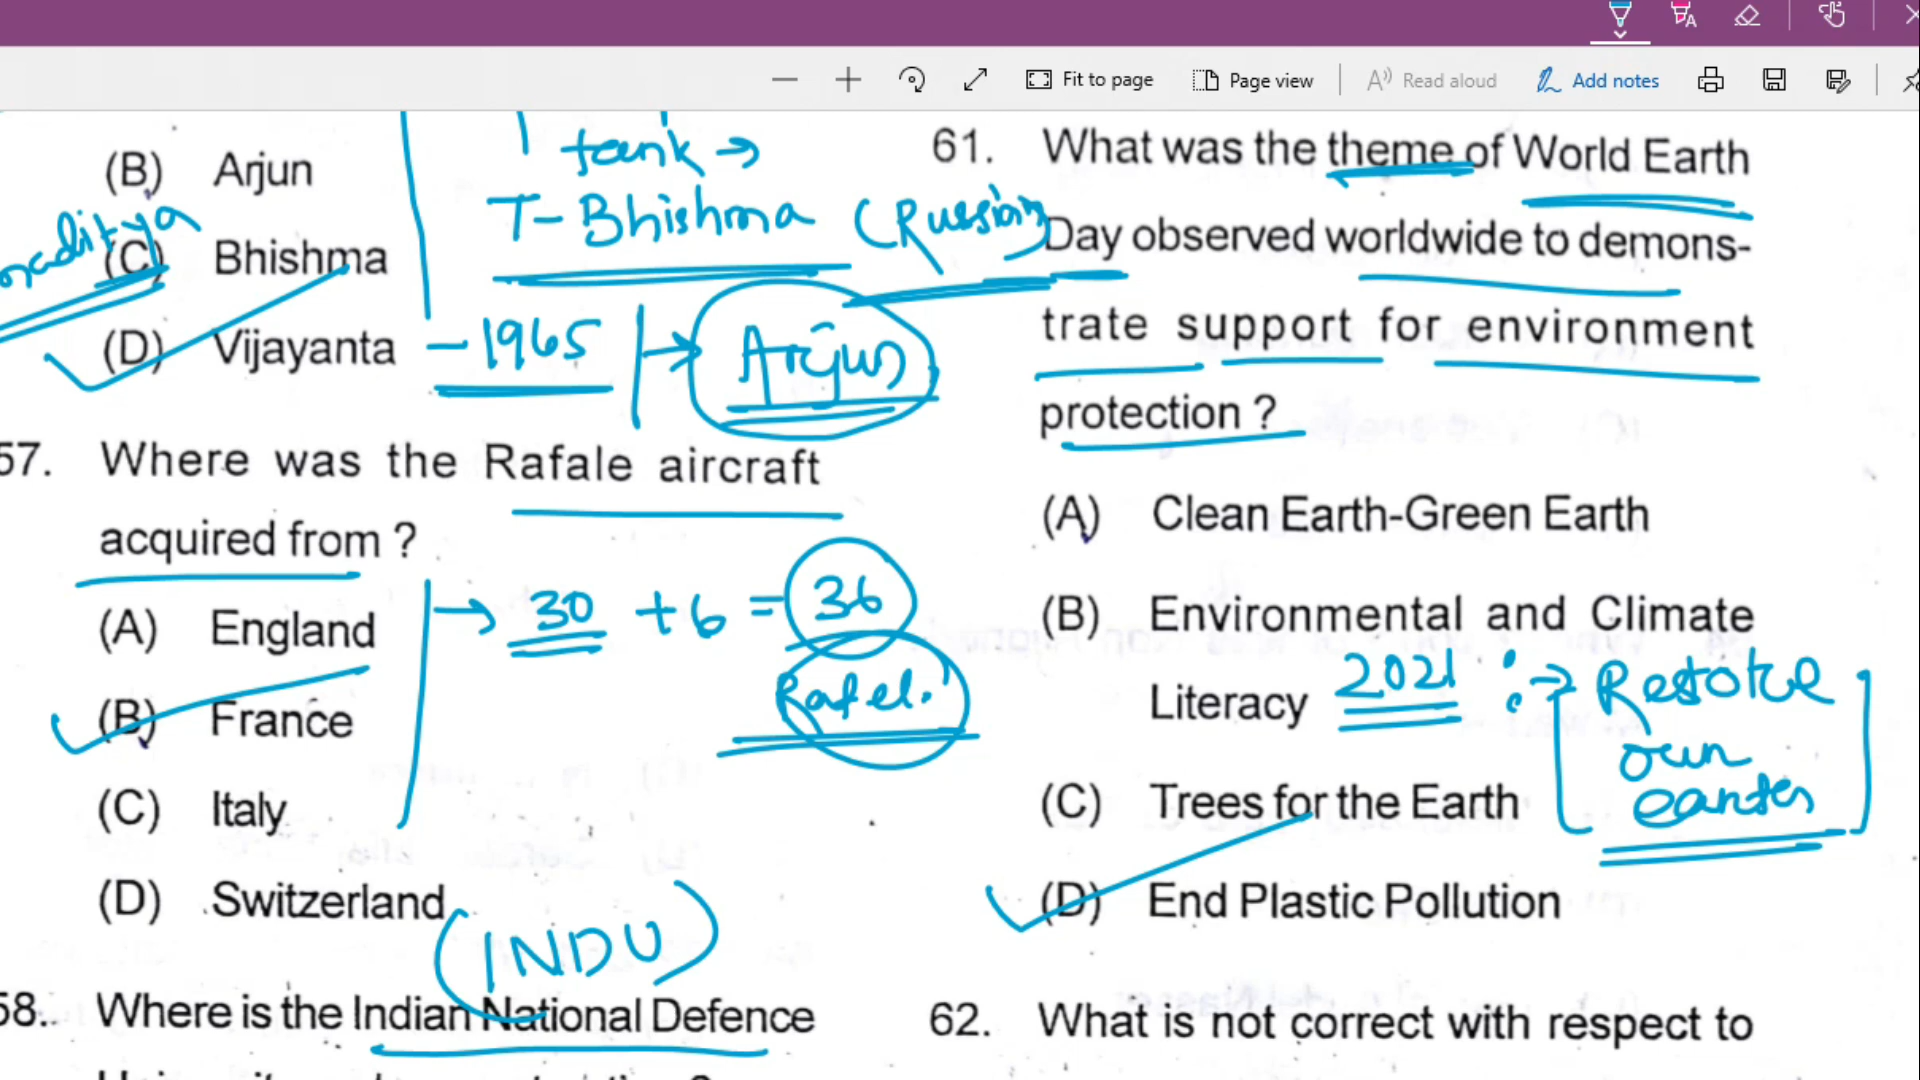 Fit to page
Page view
Read aloud
Add notes
(B) Arjun
tank →
T-Bhishma (Russian)
(C) Bhishma
(D) Vijayanta - 1965 → Arjun
57. Where was the Rafale aircraft
acquired from ?
(A) England → 30 + 6 = 36
Rafel.
(B) France
(C) Italy
(D) Switzerland
(INDU)
58. Where is the Indian National Defence
61. What was the theme of World Earth
Day observed worldwide to demons-
trate support for environment
protection ?
(A) Clean Earth-Green Earth
(B) Environmental and Climate
Literacy 2021 : → Restore
our
(C) Trees for the Earth
(D) End Plastic Pollution
62. What is not correct with respect to